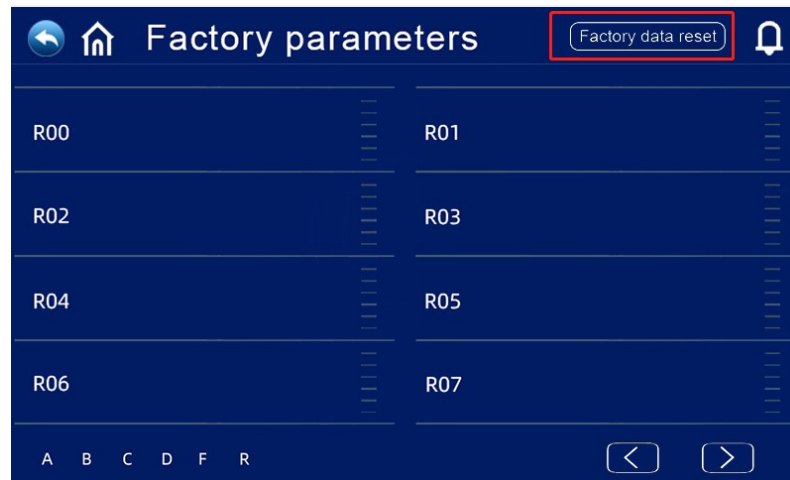 Factory parameters Factory data reset
R00 R01
R02 R03
R04 R05
R06 R07
A B C D F R